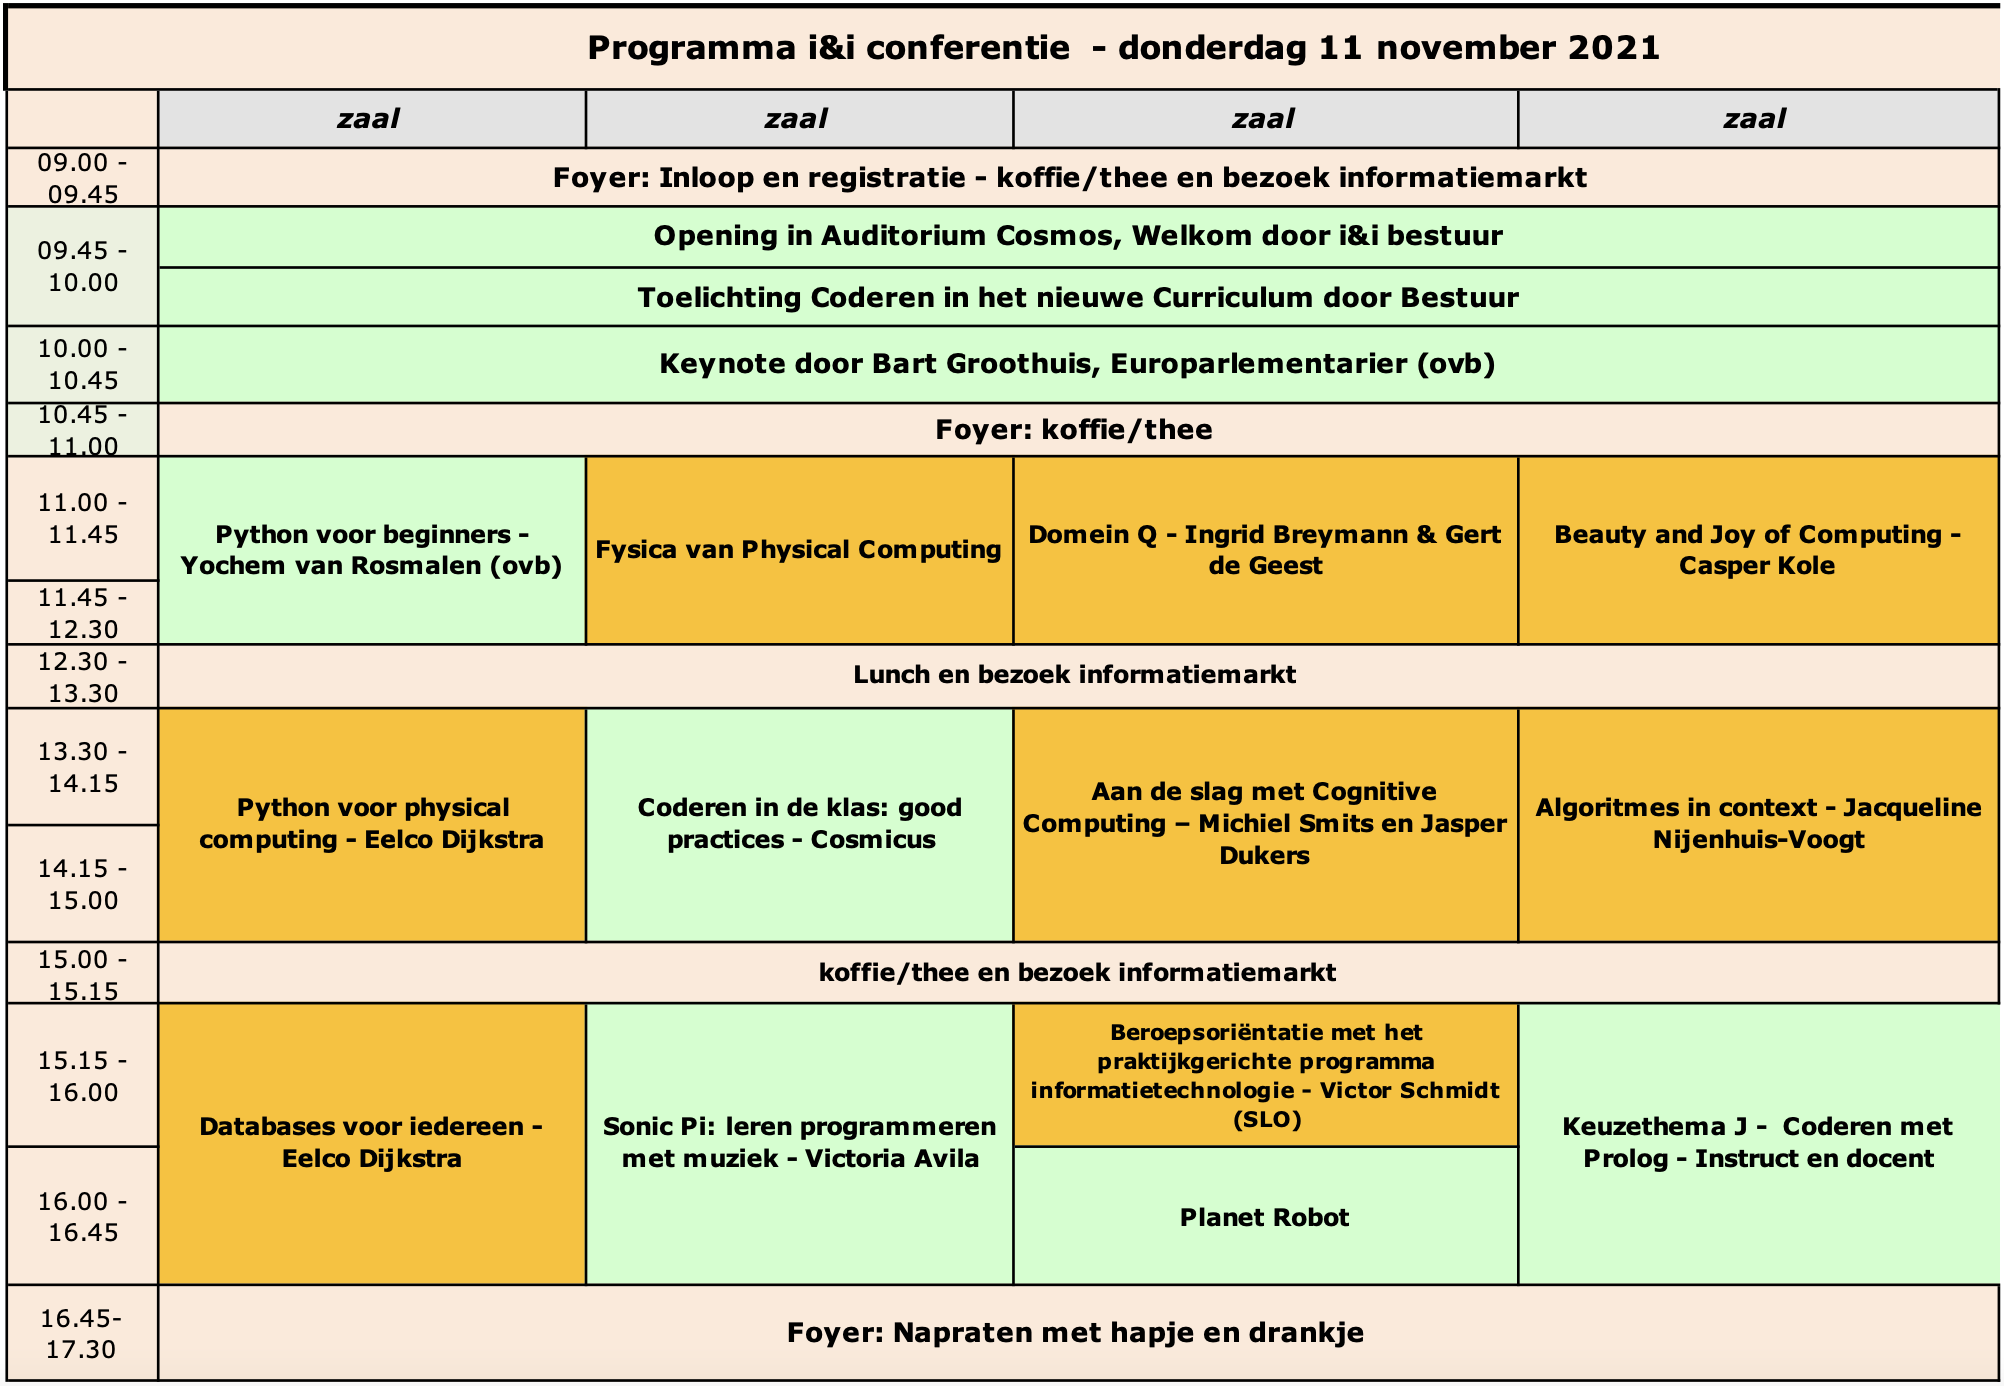 Programma i&i conferentie - donderdag 11 november 2021
zaal
zaal
zaal
zaal
09.00 -
09.45
Foyer: Inloop en registratie - koffie/thee en bezoek informatiemarkt
09.45 -
10.00
Opening in Auditorium Cosmos, Welkom door i&i bestuur
Toelichting Coderen in het nieuwe Curriculum door Bestuur
10.00 -
10.45
Keynote door Bart Groothuis, Europarlementarier (ovb)
10.45 -
11.00
Foyer: koffie/thee
11.00 -
11.45
11.45 -
12.30
Python voor beginners -
Yochem van Rosmalen (ovb)
Fysica van Physical Computing
Domein Q - Ingrid Breymann & Gert
de Geest
Beauty and Joy of Computing -
Casper Kole
12.30 -
13.30
Lunch en bezoek informatiemarkt
13.30 -
14.15
14.15 -
15.00
Python voor physical
computing - Eelco Dijkstra
Coderen in de klas: good
practices - Cosmicus
Aan de slag met Cognitive
Computing – Michiel Smits en Jasper
Dukers
Algoritmes in context - Jacqueline
Nijenhuis-Voogt
15.00 -
15.15
koffie/thee en bezoek informatiemarkt
15.15 -
16.00
16.00 -
16.45
Databases voor iedereen -
Eelco Dijkstra
Sonic Pi: leren programmeren
met muziek - Victoria Avila
Beroepsoriëntatie met het
praktijkgerichte programma
informatietechnologie - Victor Schmidt
(SLO)
Planet Robot
Keuzethema J - Coderen met
Prolog - Instruct en docent
16.45-
17.30
Foyer: Napraten met hapje en drankje